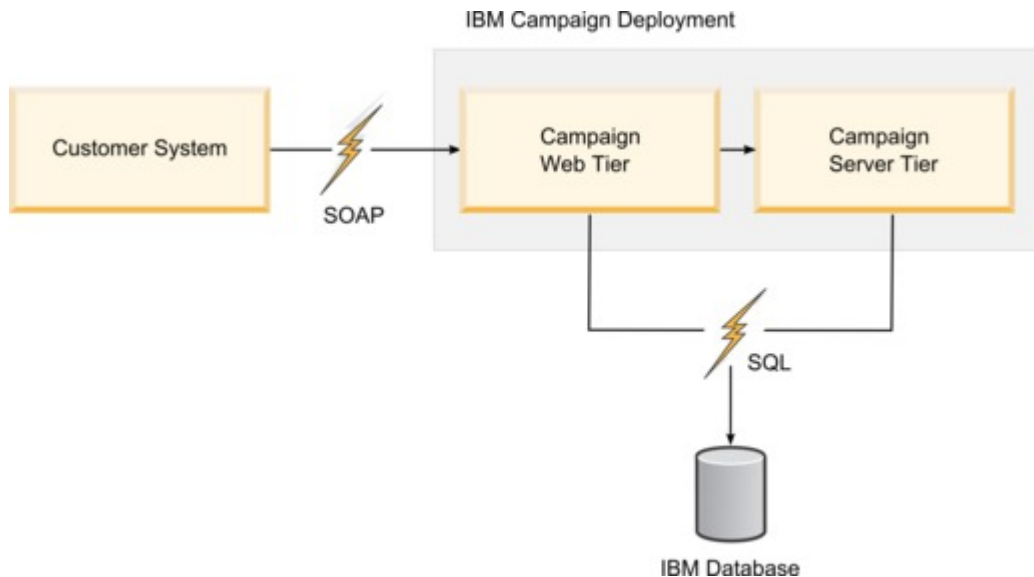 IBM Campaign Deployment
Customer System
SOAP
Campaign
Web Tier
Campaign
Server Tier
SQL
IBM Database